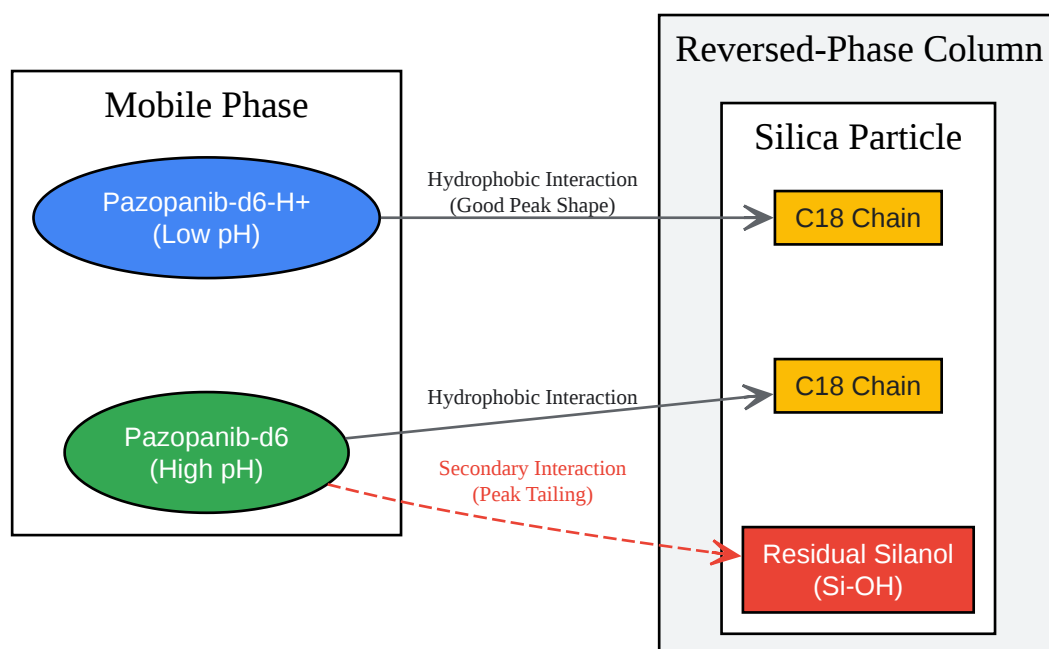 Reversed-Phase Column
Mobile Phase
Silica Particle
Pazopanib-d6-H+
(Low pH)
Hydrophobic Interaction
(Good Peak Shape)
C18 Chain
Hydrophobic Interaction
C18 Chain
Pazopanib-d6
(High pH)
Secondary Interaction
(Peak Tailing)
Residual Silanol
(Si-OH)